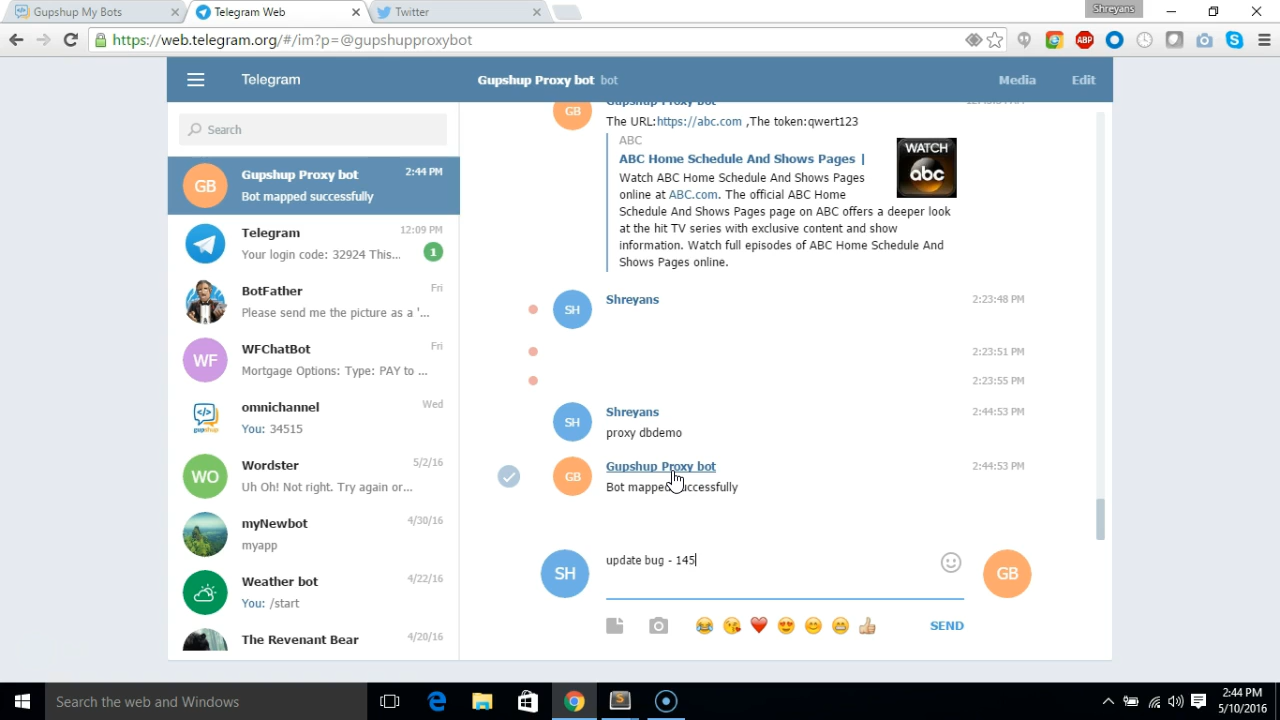 Gupshup My Bots
Telegram Web
Twitter
Shreyans
https://web.telegram.org/#/im?p=@gupshupproxybot
ABP
Telegram
Gupshup Proxy bot bot
Media
Edit
Search
GB
Gupshup Proxy bot
2:44 PM
Bot mapped successfully
Telegram
12:09 PM
Your login code: 32924 This...
1
BotFather
Fri
Please send me the picture as a '...
WF
WFChatBot
Fri
Mortgage Options: Type: PAY to ...
gupshup
omnichannel
Wed
You: 34515
WO
Wordster
5/2/16
Uh Oh! Not right. Try again or...
myNewbot
4/30/16
myapp
Weather bot
4/22/16
You: /start
The Revenant Bear
4/20/16
GB
Gupshup Proxy bot
The URL:https://abc.com ,The token:qwert123
ABC
ABC Home Schedule And Shows Pages |
Watch ABC Home Schedule And Shows Pages
online at ABC.com. The official ABC Home
Schedule And Shows Pages page on ABC offers a deeper look
at the hit TV series with exclusive content and show
information. Watch full episodes of ABC Home Schedule And
Shows Pages online.
WATCH
abc
SH
Shreyans
2:23:48 PM
2:23:51 PM
2:23:55 PM
SH
Shreyans
2:44:53 PM
proxy dbdemo
GB
Gupshup Proxy bot
2:44:53 PM
Bot mapped successfully
SH
update bug - 145
GB
SEND
Search the web and Windows
2:44 PM
5/10/2016